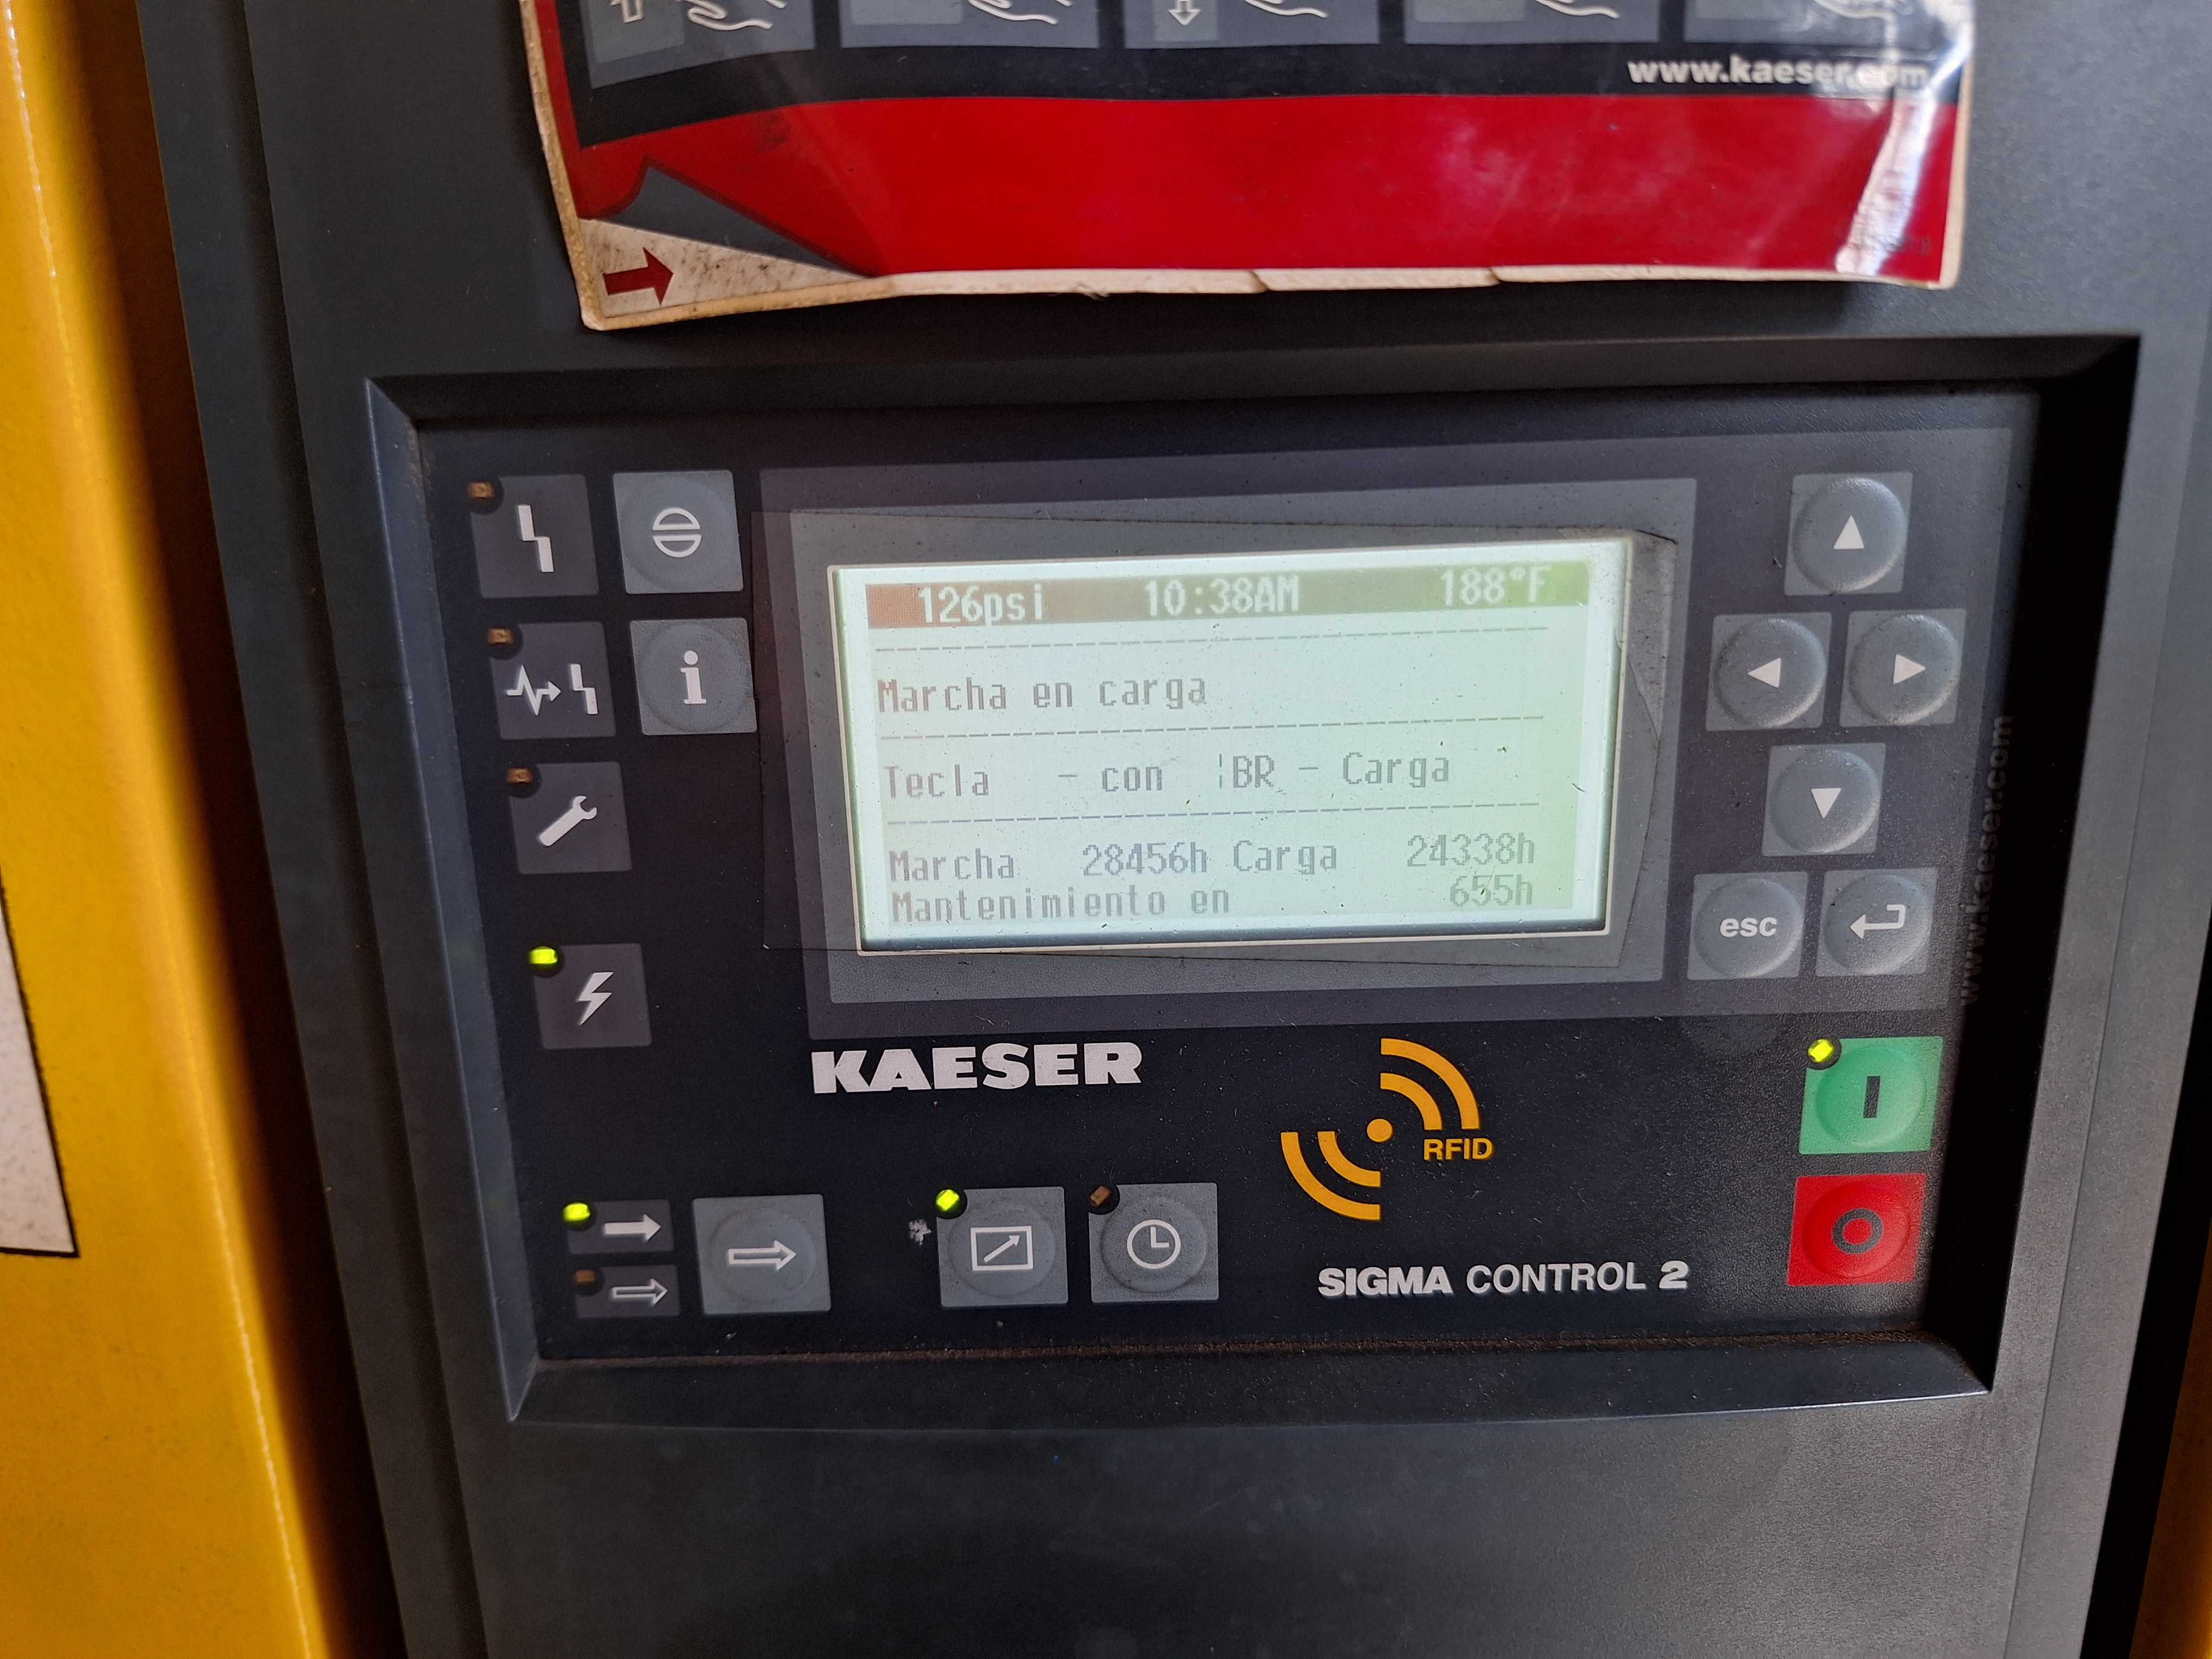 www.kaeser.com
126psi 10:38AM 188°F
Marcha en carga
Tecla - con ¦BR - Carga
Marcha 28456h Carga 24338h
Mantenimiento en 655h
i
esc
www.kaeser.com
KAESER
RFID
I
O
SIGMA CONTROL 2